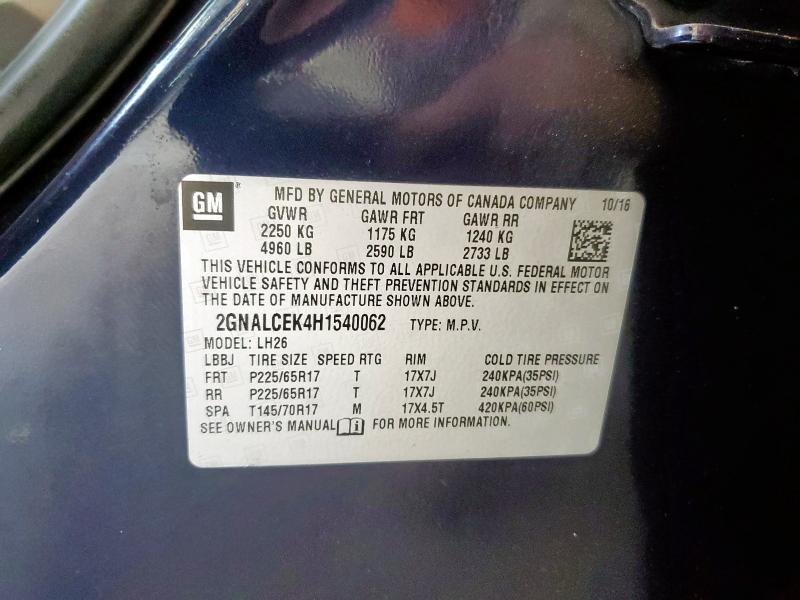 GM ® MFD BY GENERAL MOTORS OF CANADA COMPANY 10/16
GVWR GAWR FRT GAWR RR
2250 KG 1175 KG 1240 KG
4960 LB 2590 LB 2733 LB
THIS VEHICLE CONFORMS TO ALL APPLICABLE U.S. FEDERAL MOTOR
VEHICLE SAFETY AND THEFT PREVENTION STANDARDS IN EFFECT ON
THE DATE OF MANUFACTURE SHOWN ABOVE.
2GNALCEK4H1540062 TYPE: M.P.V.
MODEL: LH26
LBBJ TIRE SIZE SPEED RTG RIM COLD TIRE PRESSURE
FRT P225/65R17 T 17X7J 240KPA(35PSI)
RR P225/65R17 T 17X7J 240KPA(35PSI)
SPA T145/70R17 M 17X4.5T 420KPA(60PSI)
SEE OWNER'S MANUAL FOR MORE INFORMATION.